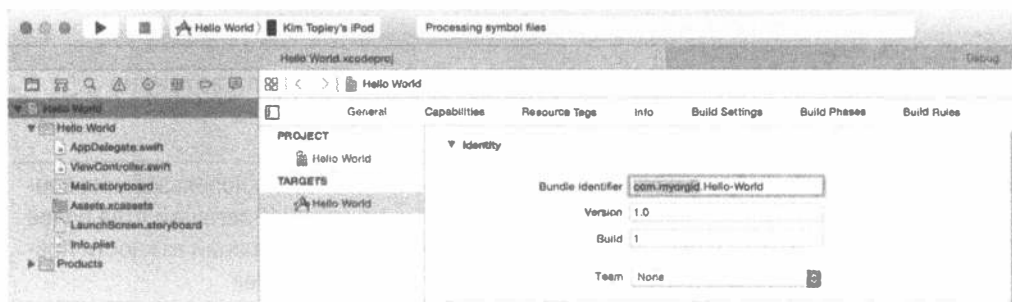 Hello World Kim Topley's iPod Processing symbol files
Hello World.xcodeproj Debug
Hello World
Hello World
General Capabilities Resource Tags Info Build Settings Build Phases Build Rules
Hello World
AppDelegate.swift
ViewController.swift
Main.storyboard
Assets.xcassets
LaunchScreen.storyboard
Info.plist
Products
PROJECT
Hello World
TARGETS
Hello World
Identity
Bundle Identifier com.myorgid.Hello-World
Version 1.0
Build 1
Team None